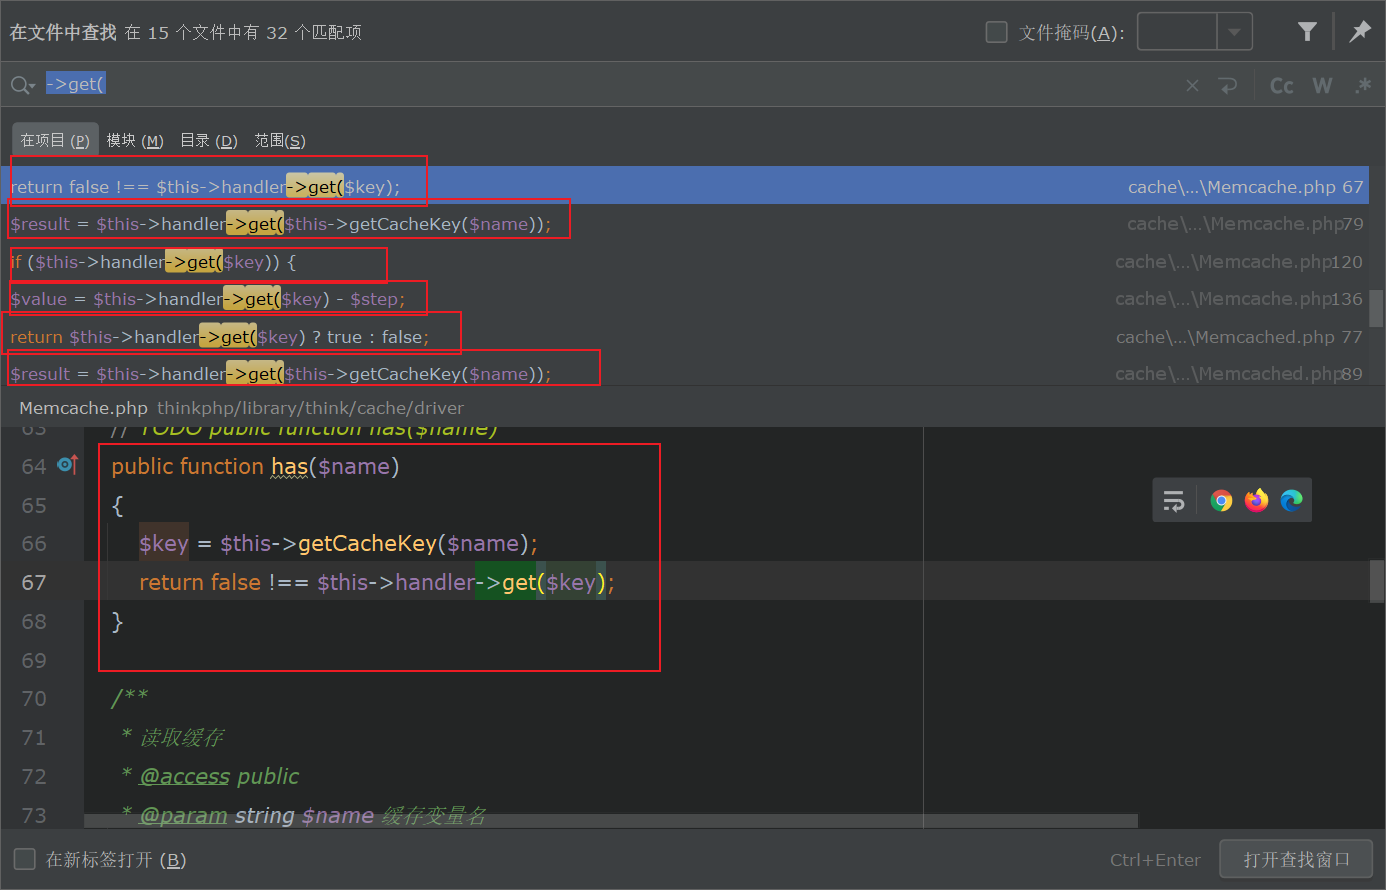 在文件中查找 在 15 个文件中有 32 个匹配项 文件掩码(A):
->get( Cc W .*
在项目 (P) 模块 (M) 目录 (D) 范围(S)
return false !== $this->handler->get($key); cache\...\Memcache.php 67
$result = $this->handler->get($this->getCacheKey($name)); cache\...\Memcache.php 79
if ($this->handler->get($key)) { cache\...\Memcache.php 120
$value = $this->handler->get($key) - $step; cache\...\Memcache.php 136
return $this->handler->get($key) ? true : false; cache\...\Memcached.php 77
$result = $this->handler->get($this->getCacheKey($name)); cache\...\Memcached.php 89
Memcache.php thinkphp/library/think/cache/driver
63 // TODO public function has($name)
64 public function has($name)
65 {
66 $key = $this->getCacheKey($name);
67 return false !== $this->handler->get($key);
68 }
69
70 /**
71 * 读取缓存
72 * @access public
73 * @param string $name 缓存变量名
在新标签打开 (B) Ctrl+Enter 打开查找窗口